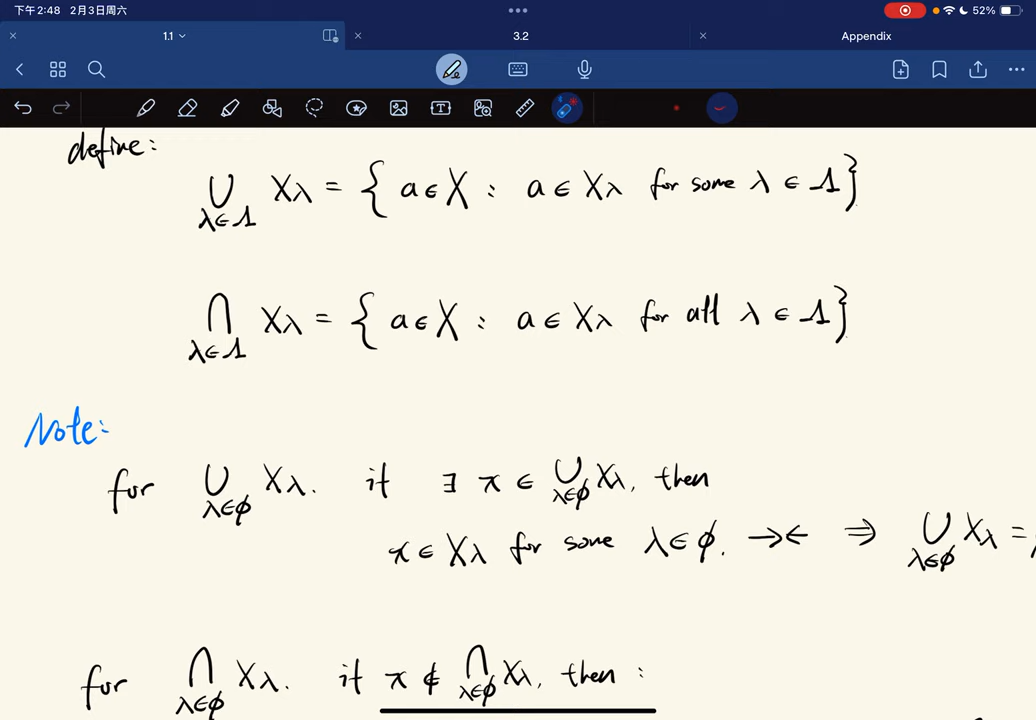 下午2:48 2月3日周六 52%
1.1 3.2 Appendix
define:
⋃_{λ∈Λ} Xλ = { a ∈ X : a ∈ Xλ for some λ ∈ Λ }
⋂_{λ∈Λ} Xλ = { a ∈ X : a ∈ Xλ for all λ ∈ Λ }
Note:
for ⋃_{λ∈ϕ} Xλ. if ∃ x ∈ ⋃_{λ∈ϕ} Xλ, then
x ∈ Xλ for some λ ∈ ϕ. →← ⇒ ⋃_{λ∈ϕ} Xλ =
for ⋂_{λ∈ϕ} Xλ. if x ∉ ⋂_{λ∈ϕ} Xλ, then :